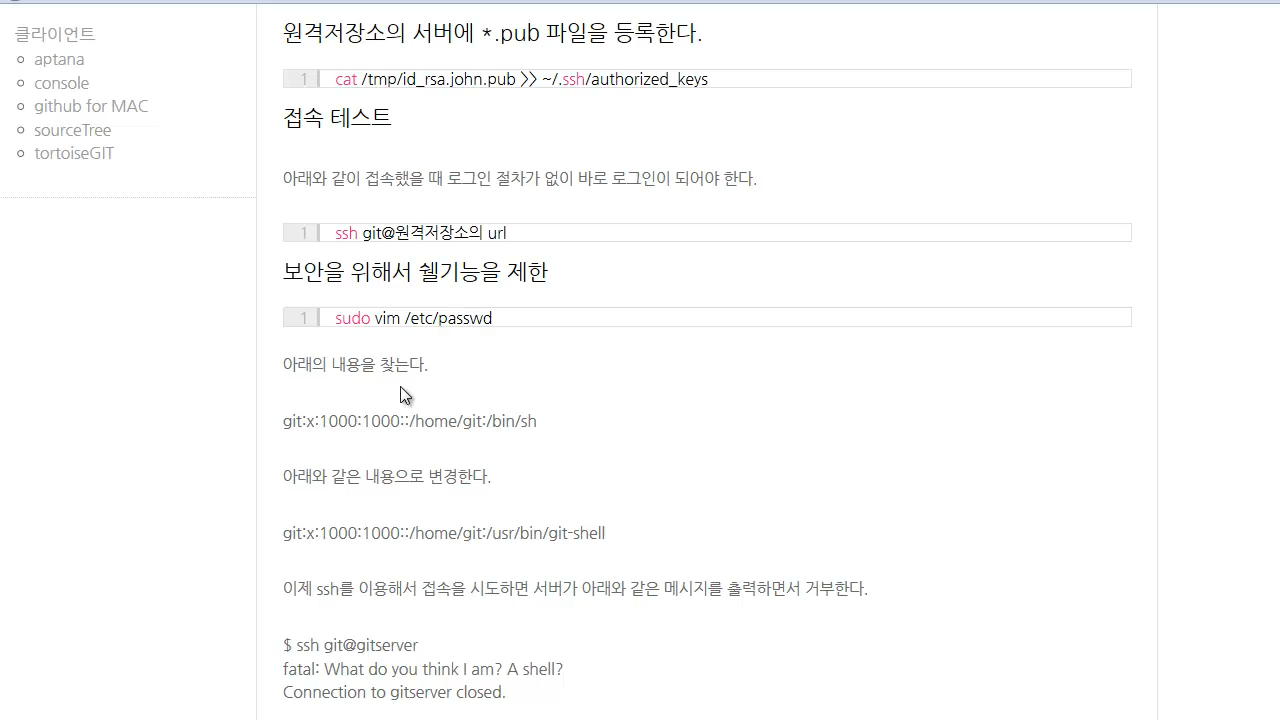 클라이언트
aptana
console
github for MAC
sourceTree
tortoiseGIT
원격저장소의 서버에 *.pub 파일을 등록한다.
1 cat /tmp/id_rsa.john.pub >> ~/.ssh/authorized_keys
접속 테스트
아래와 같이 접속했을 때 로그인 절차가 없이 바로 로그인이 되어야 한다.
1 ssh git@원격저장소의 url
보안을 위해서 쉘기능을 제한
1 sudo vim /etc/passwd
아래의 내용을 찾는다.
git:x:1000:1000::/home/git:/bin/sh
아래와 같은 내용으로 변경한다.
git:x:1000:1000::/home/git:/usr/bin/git-shell
이제 ssh를 이용해서 접속을 시도하면 서버가 아래와 같은 메시지를 출력하면서 거부한다.
$ ssh git@gitserver
fatal: What do you think I am? A shell?
Connection to gitserver closed.